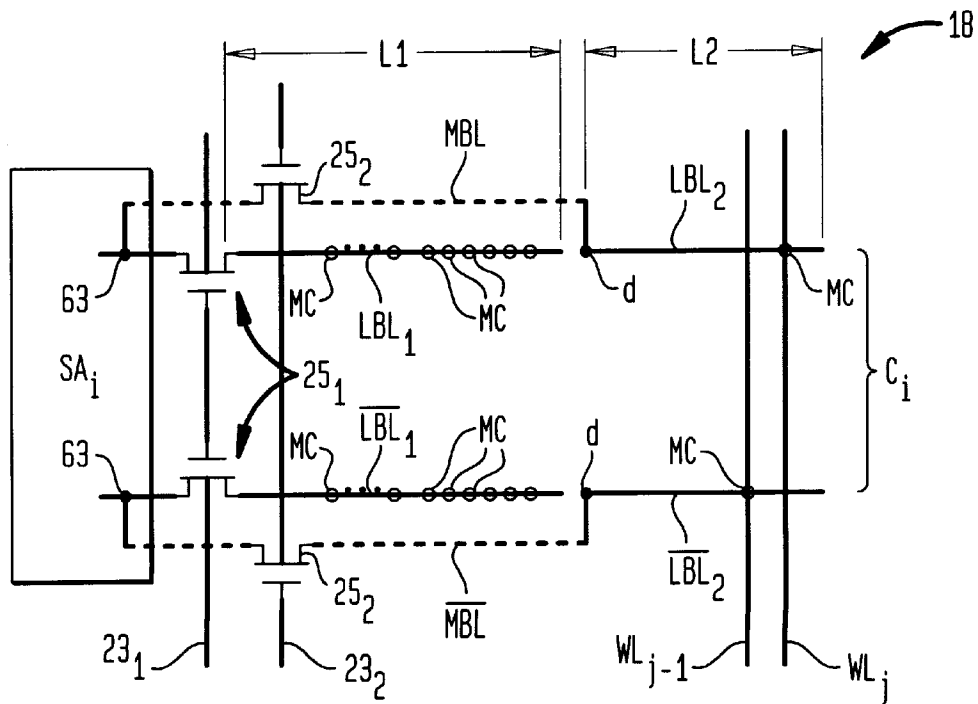 18
L1
L2
25₂
MBL
LBL₂
63
MC
LBL₁
MC
d
MC
SAᵢ
25₁
Cᵢ
63
MC
L̅B̅L̅₁
MC
d
MC
25₂
M̅B̅L̅
L̅B̅L̅₂
23₁
23₂
WLⱼ₋₁
WLⱼ